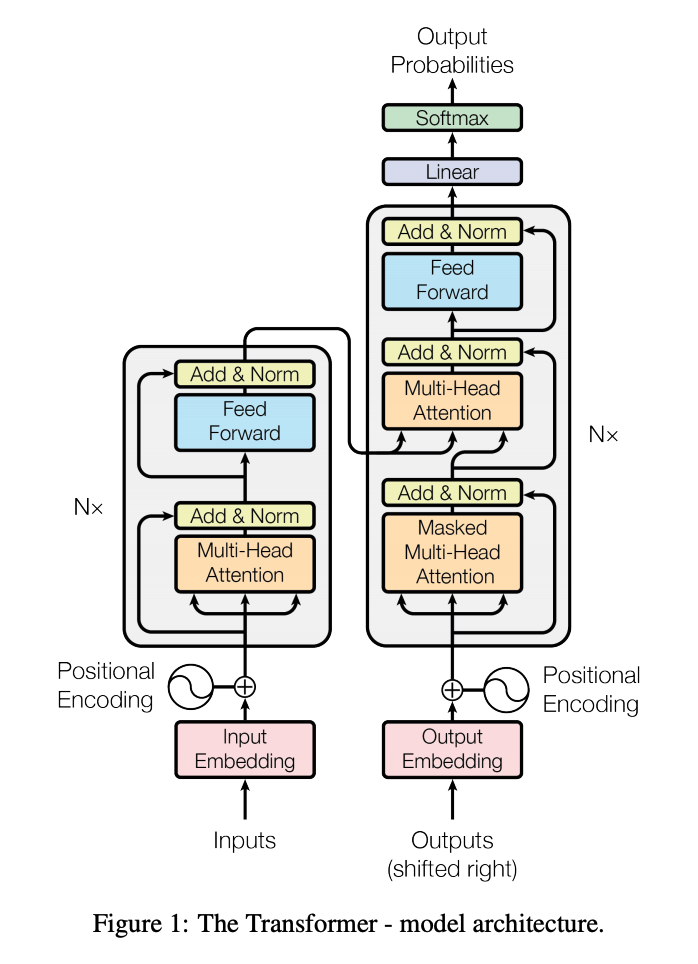 Output
Probabilities
Softmax
Linear
Add & Norm
Feed
Forward
Add & Norm
Multi-Head
Attention
Add & Norm
Masked
Multi-Head
Attention
N×
Positional
Encoding
Output
Embedding
Outputs
(shifted right)
Add & Norm
Feed
Forward
Add & Norm
Multi-Head
Attention
N×
Positional
Encoding
Input
Embedding
Inputs
Figure 1: The Transformer - model architecture.